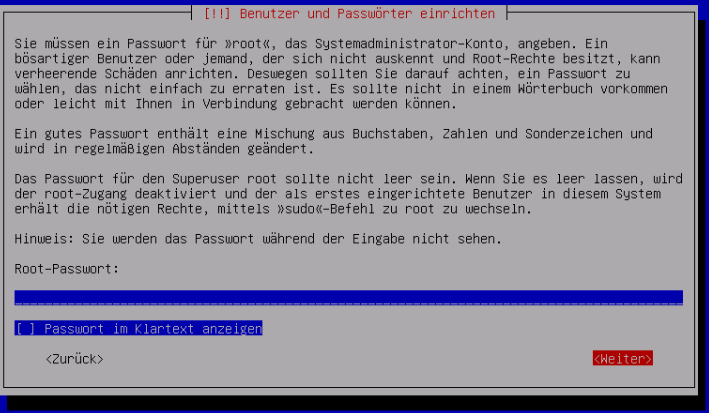 [!!] Benutzer und Passwörter einrichten
Sie müssen ein Passwort für »root«, das Systemadministrator-Konto, angeben. Ein
bösartiger Benutzer oder jemand, der sich nicht auskennt und Root-Rechte besitzt, kann
verheerende Schäden anrichten. Deswegen sollten Sie darauf achten, ein Passwort zu
wählen, das nicht einfach zu erraten ist. Es sollte nicht in einem Wörterbuch vorkommen
oder leicht mit Ihnen in Verbindung gebracht werden können.
Ein gutes Passwort enthält eine Mischung aus Buchstaben, Zahlen und Sonderzeichen und
wird in regelmäßigen Abständen geändert.
Das Passwort für den Superuser root sollte nicht leer sein. Wenn Sie es leer lassen, wird
der root-Zugang deaktiviert und der als erstes eingerichtete Benutzer in diesem System
erhält die nötigen Rechte, mittels »sudo«-Befehl zu root zu wechseln.
Hinweis: Sie werden das Passwort während der Eingabe nicht sehen.
Root-Passwort:
[ ] Passwort im Klartext anzeigen
<Zurück> <Weiter>